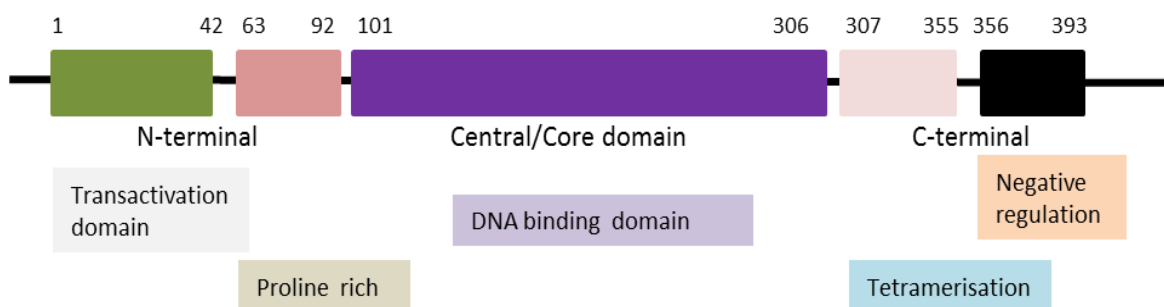 1 42 63 92 101 306 307 355 356 393
N-terminal Central/Core domain C-terminal
Transactivation
domain
DNA binding domain
Negative
regulation
Proline rich
Tetramerisation